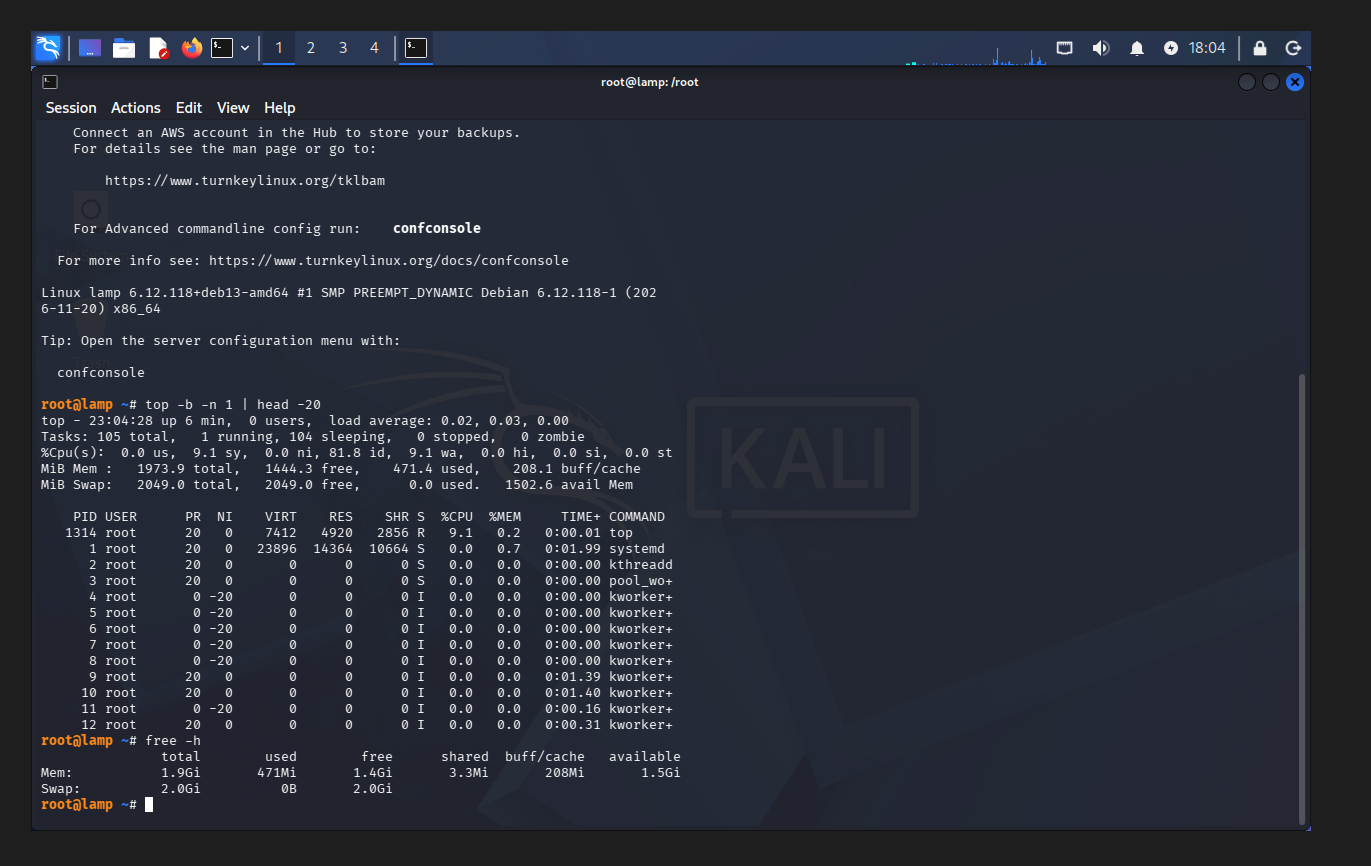 1 2 3 4 18:04
root@lamp: /root
Session Actions Edit View Help
Connect an AWS account in the Hub to store your backups.
For details see the man page or go to:
https://www.turnkeylinux.org/tklbam
For Advanced commandline config run:    confconsole
For more info see: https://www.turnkeylinux.org/docs/confconsole
Linux lamp 6.12.118+deb13-amd64 #1 SMP PREEMPT_DYNAMIC Debian 6.12.118-1 (202
6-11-20) x86_64
Tip: Open the server configuration menu with:
confconsole
root@lamp ~# top -b -n 1 | head -20
top - 23:04:28 up 6 min,  0 users,  load average: 0.02, 0.03, 0.00
Tasks: 105 total,   1 running, 104 sleeping,   0 stopped,   0 zombie
%Cpu(s):  0.0 us,  9.1 sy,  0.0 ni, 81.8 id,  9.1 wa,  0.0 hi,  0.0 si,  0.0 st
MiB Mem :   1973.9 total,   1444.3 free,    471.4 used,    208.1 buff/cache
MiB Swap:   2049.0 total,   2049.0 free,      0.0 used.   1502.6 avail Mem
    PID USER      PR  NI    VIRT    RES    SHR S  %CPU  %MEM     TIME+ COMMAND
   1314 root      20   0    7412   4920   2856 R   9.1   0.2   0:00.01 top
      1 root      20   0   23896  14364  10664 S   0.0   0.7   0:01.99 systemd
      2 root      20   0       0      0      0 S   0.0   0.0   0:00.00 kthreadd
      3 root      20   0       0      0      0 S   0.0   0.0   0:00.00 pool_wo+
      4 root       0 -20       0      0      0 I   0.0   0.0   0:00.00 kworker+
      5 root       0 -20       0      0      0 I   0.0   0.0   0:00.00 kworker+
      6 root       0 -20       0      0      0 I   0.0   0.0   0:00.00 kworker+
      7 root       0 -20       0      0      0 I   0.0   0.0   0:00.00 kworker+
      8 root       0 -20       0      0      0 I   0.0   0.0   0:00.00 kworker+
      9 root      20   0       0      0      0 I   0.0   0.0   0:01.39 kworker+
     10 root      20   0       0      0      0 I   0.0   0.0   0:01.40 kworker+
     11 root       0 -20       0      0      0 I   0.0   0.0   0:00.16 kworker+
     12 root      20   0       0      0      0 I   0.0   0.0   0:00.31 kworker+
root@lamp ~# free -h
               total        used        free      shared  buff/cache   available
Mem:           1.9Gi       471Mi       1.4Gi       3.3Mi       208Mi       1.5Gi
Swap:          2.0Gi          0B       2.0Gi
root@lamp ~#
KALI